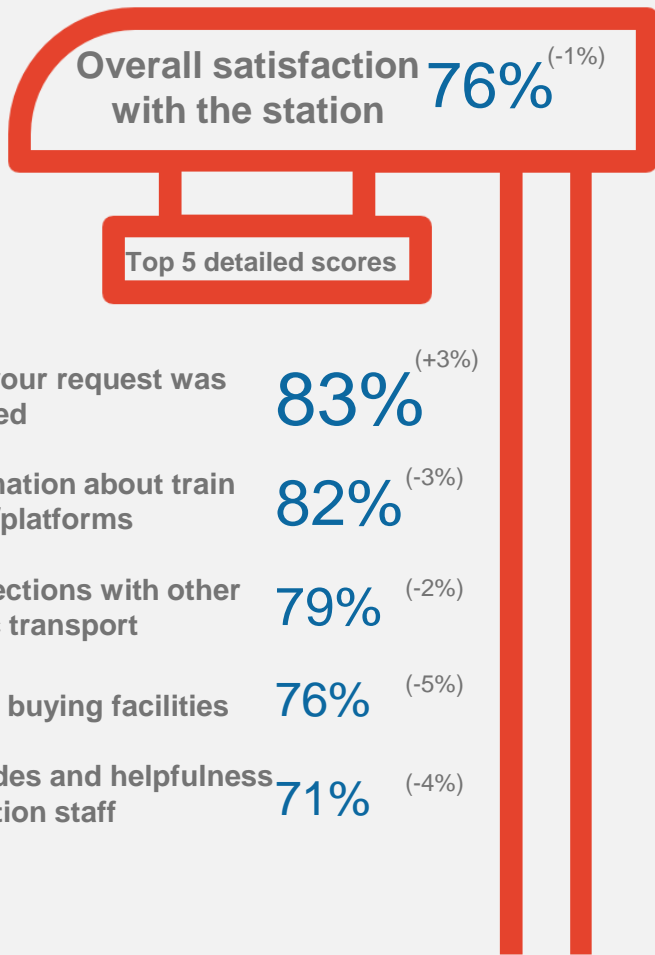 Overall satisfaction 76% (-1%)
with the station
Top 5 detailed scores
our request was 83% (+3%)
ed
nation about train 82% (-3%)
/platforms
ections with other 79% (-2%)
transport
buying facilities 76% (-5%)
des and helpfulness 71% (-4%)
tion staff